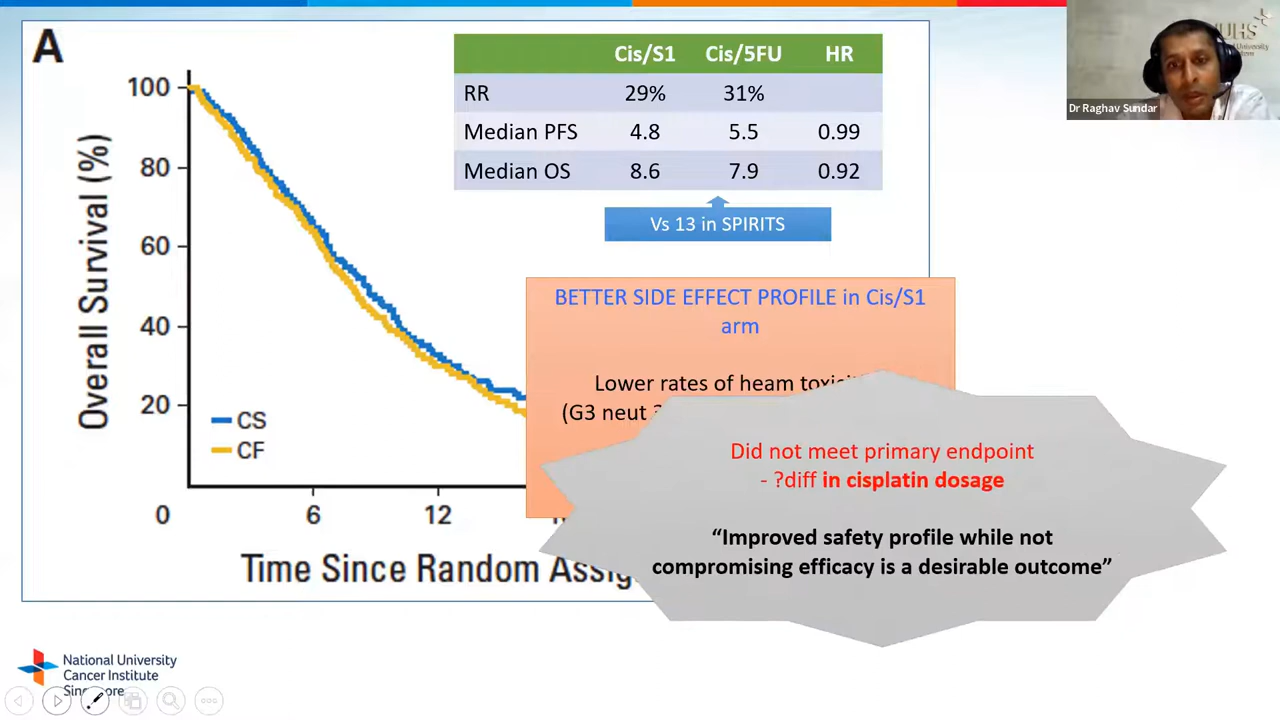 A
Cis/S1 Cis/5FU HR
RR 29% 31%
Median PFS 4.8 5.5 0.99
Median OS 8.6 7.9 0.92
Vs 13 in SPIRITS
BETTER SIDE EFFECT PROFILE in Cis/S1
arm
Lower rates of heam
(G3 neut
Did not meet primary endpoint
- ?diff in cisplatin dosage
“Improved safety profile while not
compromising efficacy is a desirable outcome”
Overall Survival (%)
100
80
60
40
20
0
6
12
CS
CF
Time Since Random
National University
Cancer Institute
Dr Raghav Sundar